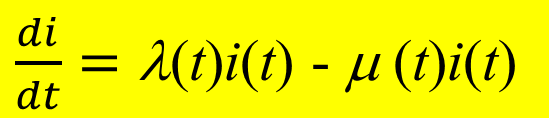 di/dt = λ(t)i(t) - μ (t)i(t)